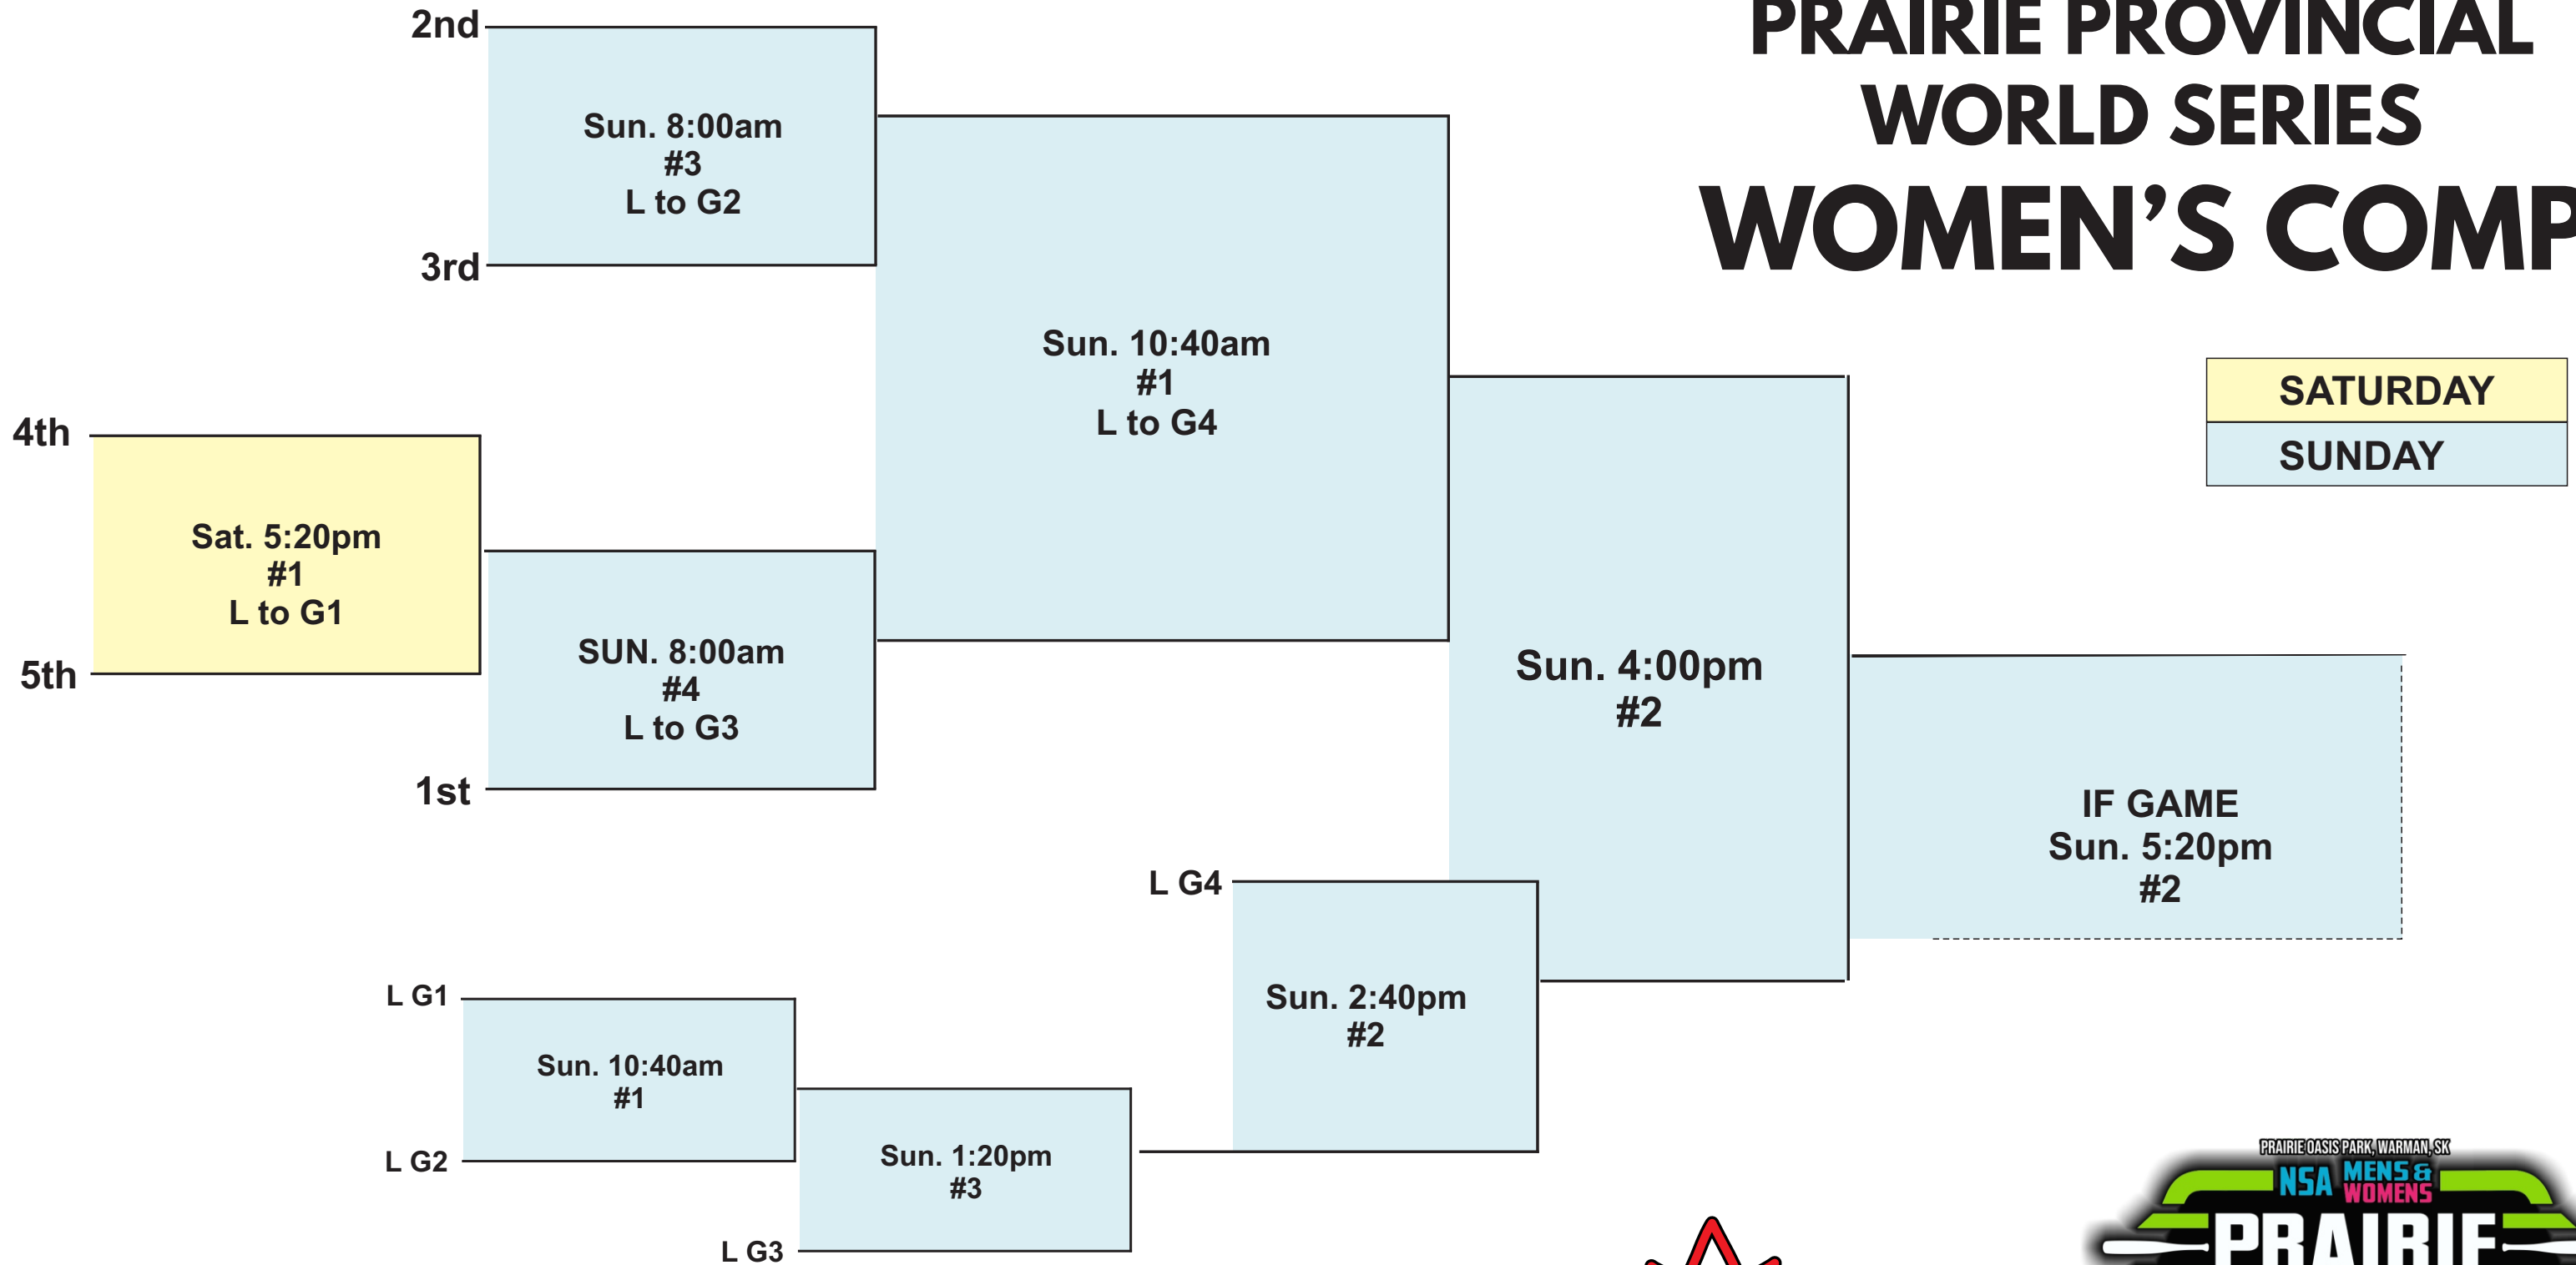 PRAIRIE PROVINCIAL
WORLD SERIES
WOMEN'S COMP
2nd
Sun. 8:00am
#3
L to G2
3rd
Sun. 10:40am
#1
L to G4
SATURDAY
SUNDAY
4th
Sat. 5:20pm
#1
L to G1
5th
SUN. 8:00am
#4
L to G3
1st
Sun. 4:00pm
#2
IF GAME
Sun. 5:20pm
#2
L G4
Sun. 2:40pm
#2
L G1
Sun. 10:40am
#1
L G2
Sun. 1:20pm
#3
L G3
PRAIRIE OASIS PARK, WARMAN, SK
NSA MENS &
WOMENS
PRAIRIE